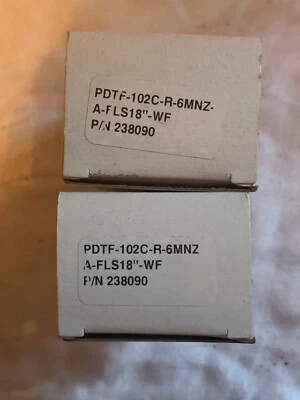 PDTF-102C-R-6MNZ-
A-FLS18"-WF
P/N 238090
PDTF-102C-R-6MNZ
A-FLS18"-WF
P/N 238090